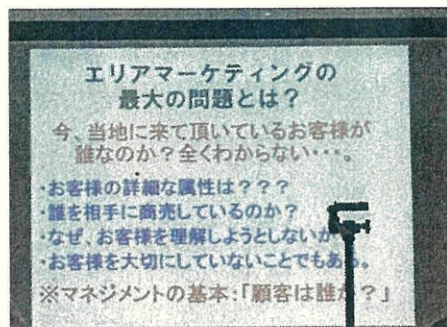 エリアマーケティングの
最大の問題とは？
今、当地に来て頂いているお客様が
誰なのか？全くわからない・・・。
・お客様の詳細な属性は？？？
・誰を相手に商売しているのか？
・なぜ、お客様を理解しようとしないか
・お客様を大切にしていないことでもある。
※マネジメントの基本：「顧客は誰か？」